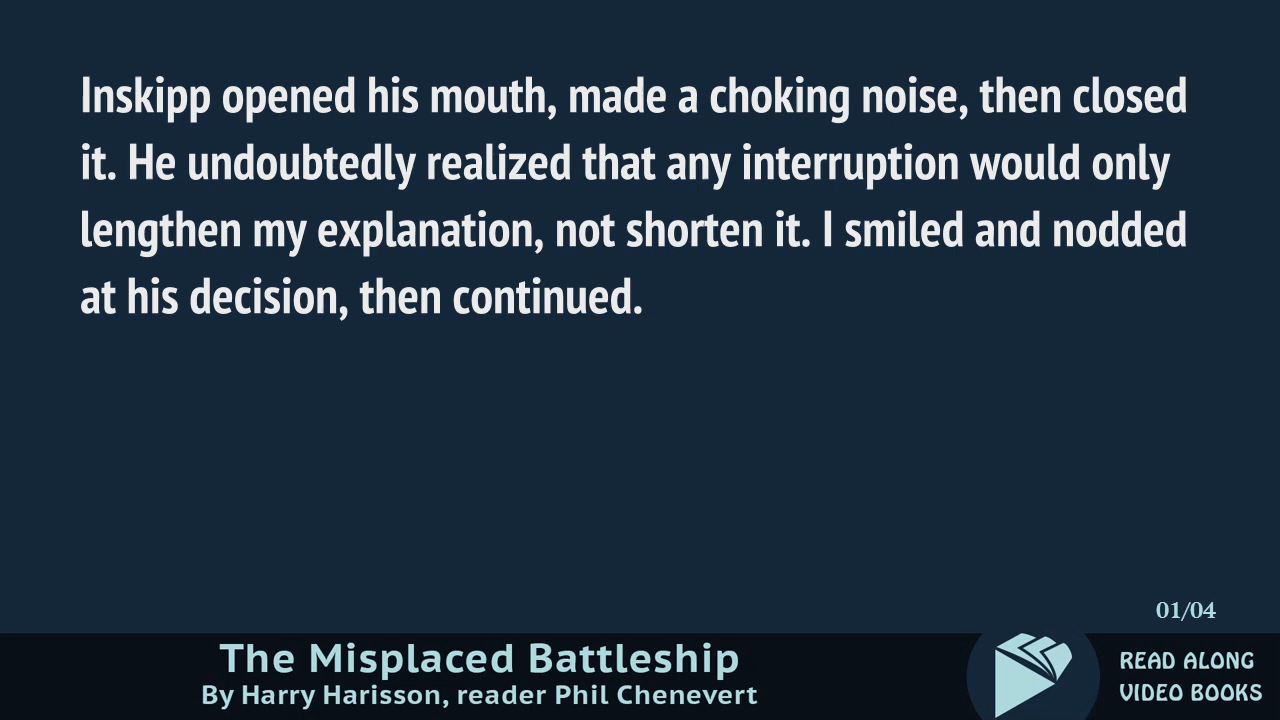 Inskipp opened his mouth, made a choking noise, then closed
it. He undoubtedly realized that any interruption would only
lengthen my explanation, not shorten it. I smiled and nodded
at his decision, then continued.
01/04
The Misplaced Battleship
By Harry Harisson, reader Phil Chenevert
READ ALONG
VIDEO BOOKS